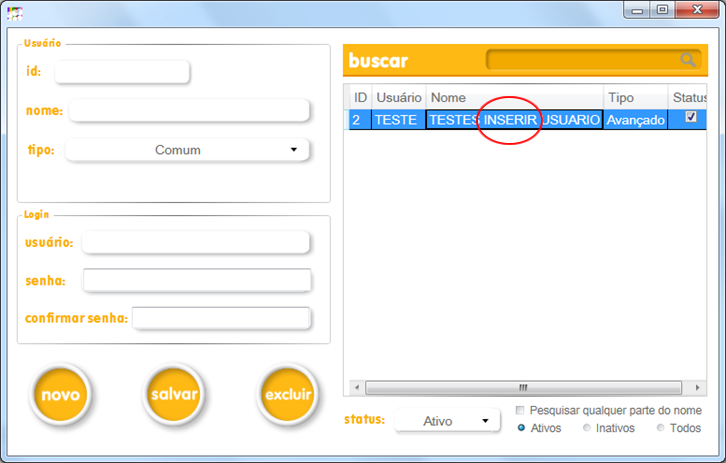 Usuário
id:
nome:
tipo: Comum
Login
usuário:
senha:
confirmar senha:
novo salvar excluir
buscar
ID Usuário Nome Tipo Status
2 TESTE TESTES INSERIR USUARIO Avançado
status: Ativo
Pesquisar qualquer parte do nome
Ativos Inativos Todos